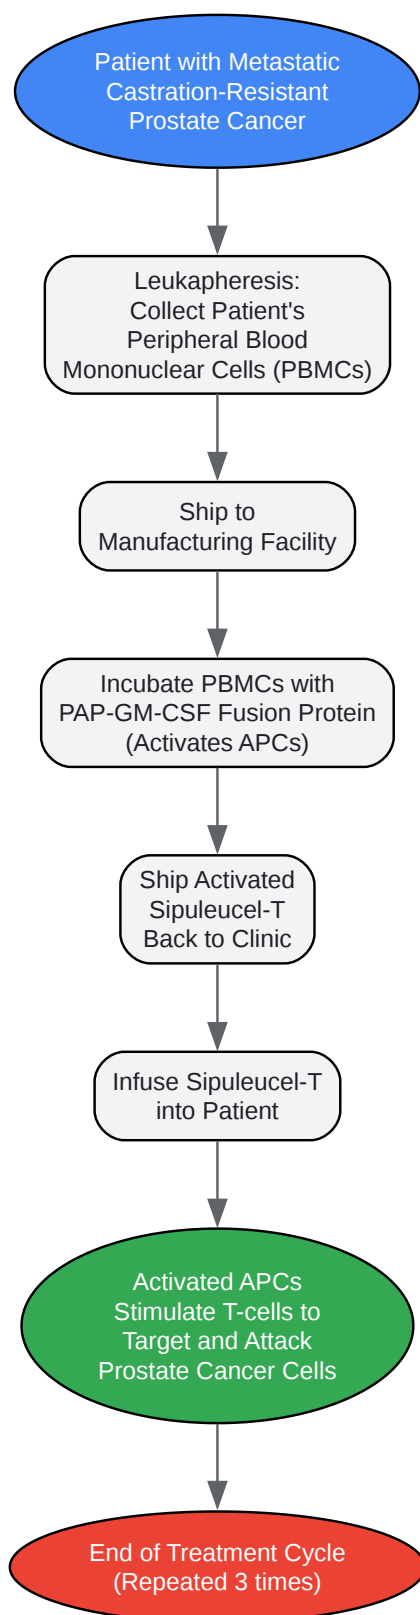 Patient with Metastatic
Castration-Resistant
Prostate Cancer
Leukapheresis:
Collect Patient's
Peripheral Blood
Mononuclear Cells (PBMCs)
Ship to
Manufacturing Facility
Incubate PBMCs with
PAP-GM-CSF Fusion Protein
(Activates APCs)
Ship Activated
Sipuleucel-T
Back to Clinic
Infuse Sipuleucel-T
into Patient
Activated APCs
Stimulate T-cells to
Target and Attack
Prostate Cancer Cells
End of Treatment Cycle
(Repeated 3 times)